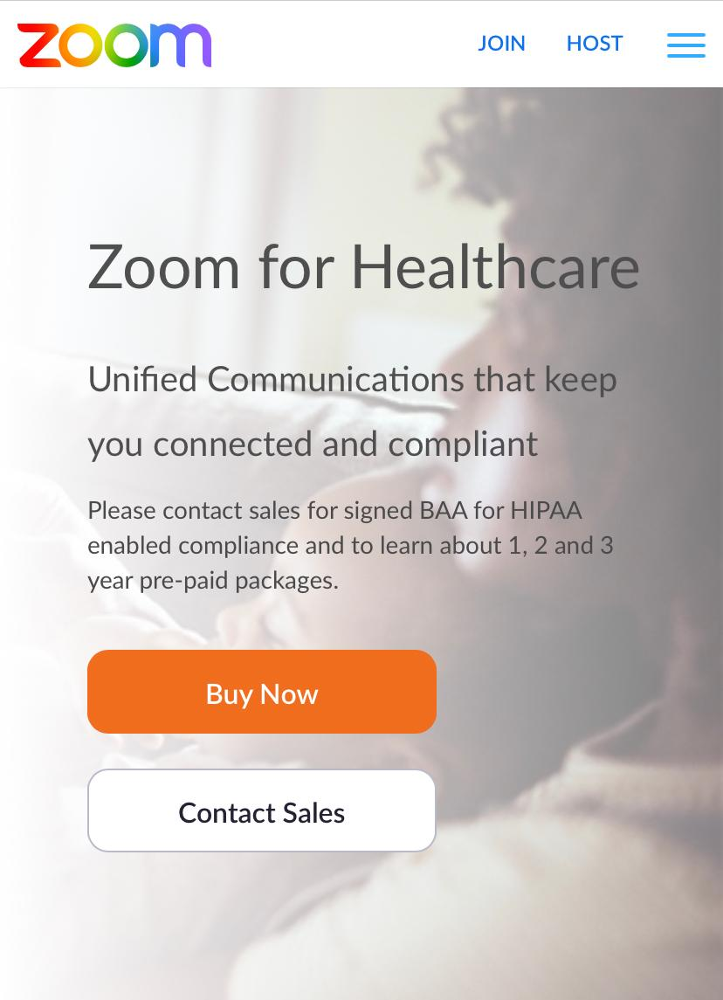 zoom
JOIN HOST
Zoom for Healthcare
Unified Communications that keep
you connected and compliant
Please contact sales for signed BAA for HIPAA
enabled compliance and to learn about 1, 2 and 3
year pre-paid packages.
Buy Now
Contact Sales